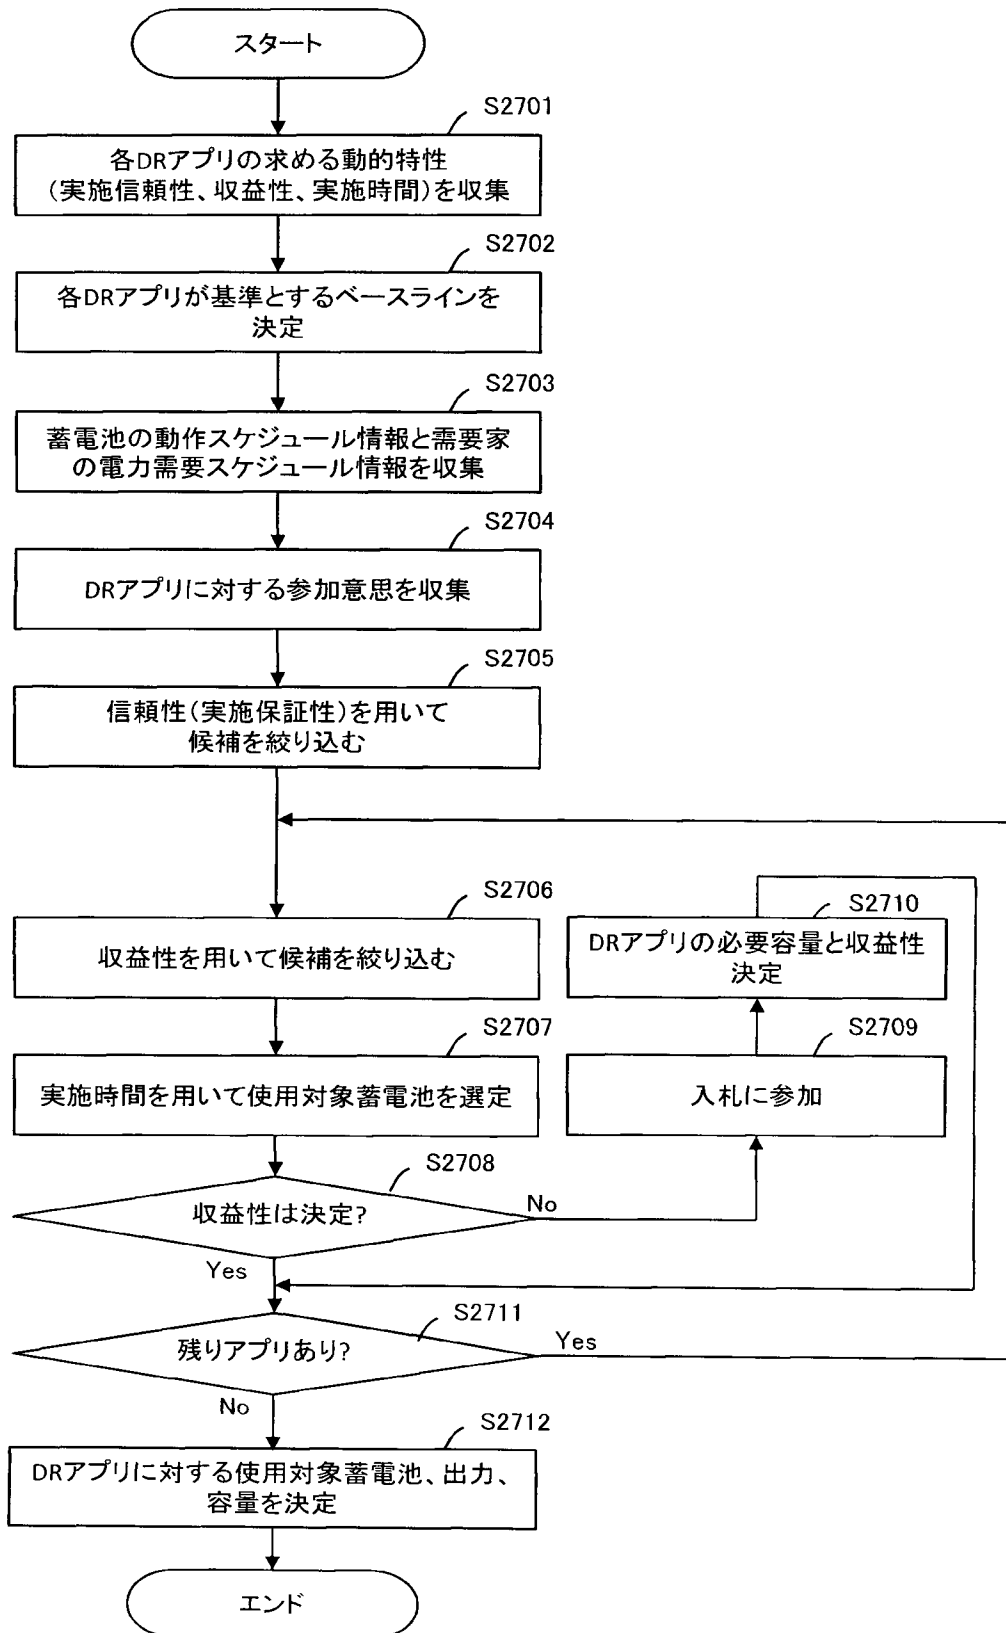 スタート
S2701
各DRアプリの求める動的特性
(実施信頼性、収益性、実施時間)を収集
S2702
各DRアプリが基準とするベースラインを
決定
S2703
蓄電池の動作スケジュール情報と需要家
の電力需要スケジュール情報を収集
S2704
DRアプリに対する参加意思を収集
S2705
信頼性(実施保証性)を用いて
候補を絞り込む
S2706
収益性を用いて候補を絞り込む
S2710
DRアプリの必要容量と収益性
決定
S2707
実施時間を用いて使用対象蓄電池を選定
S2709
入札に参加
S2708
収益性は決定?
No
Yes
S2711
残りアプリあり?
Yes
No
S2712
DRアプリに対する使用対象蓄電池、出力、
容量を決定
エンド